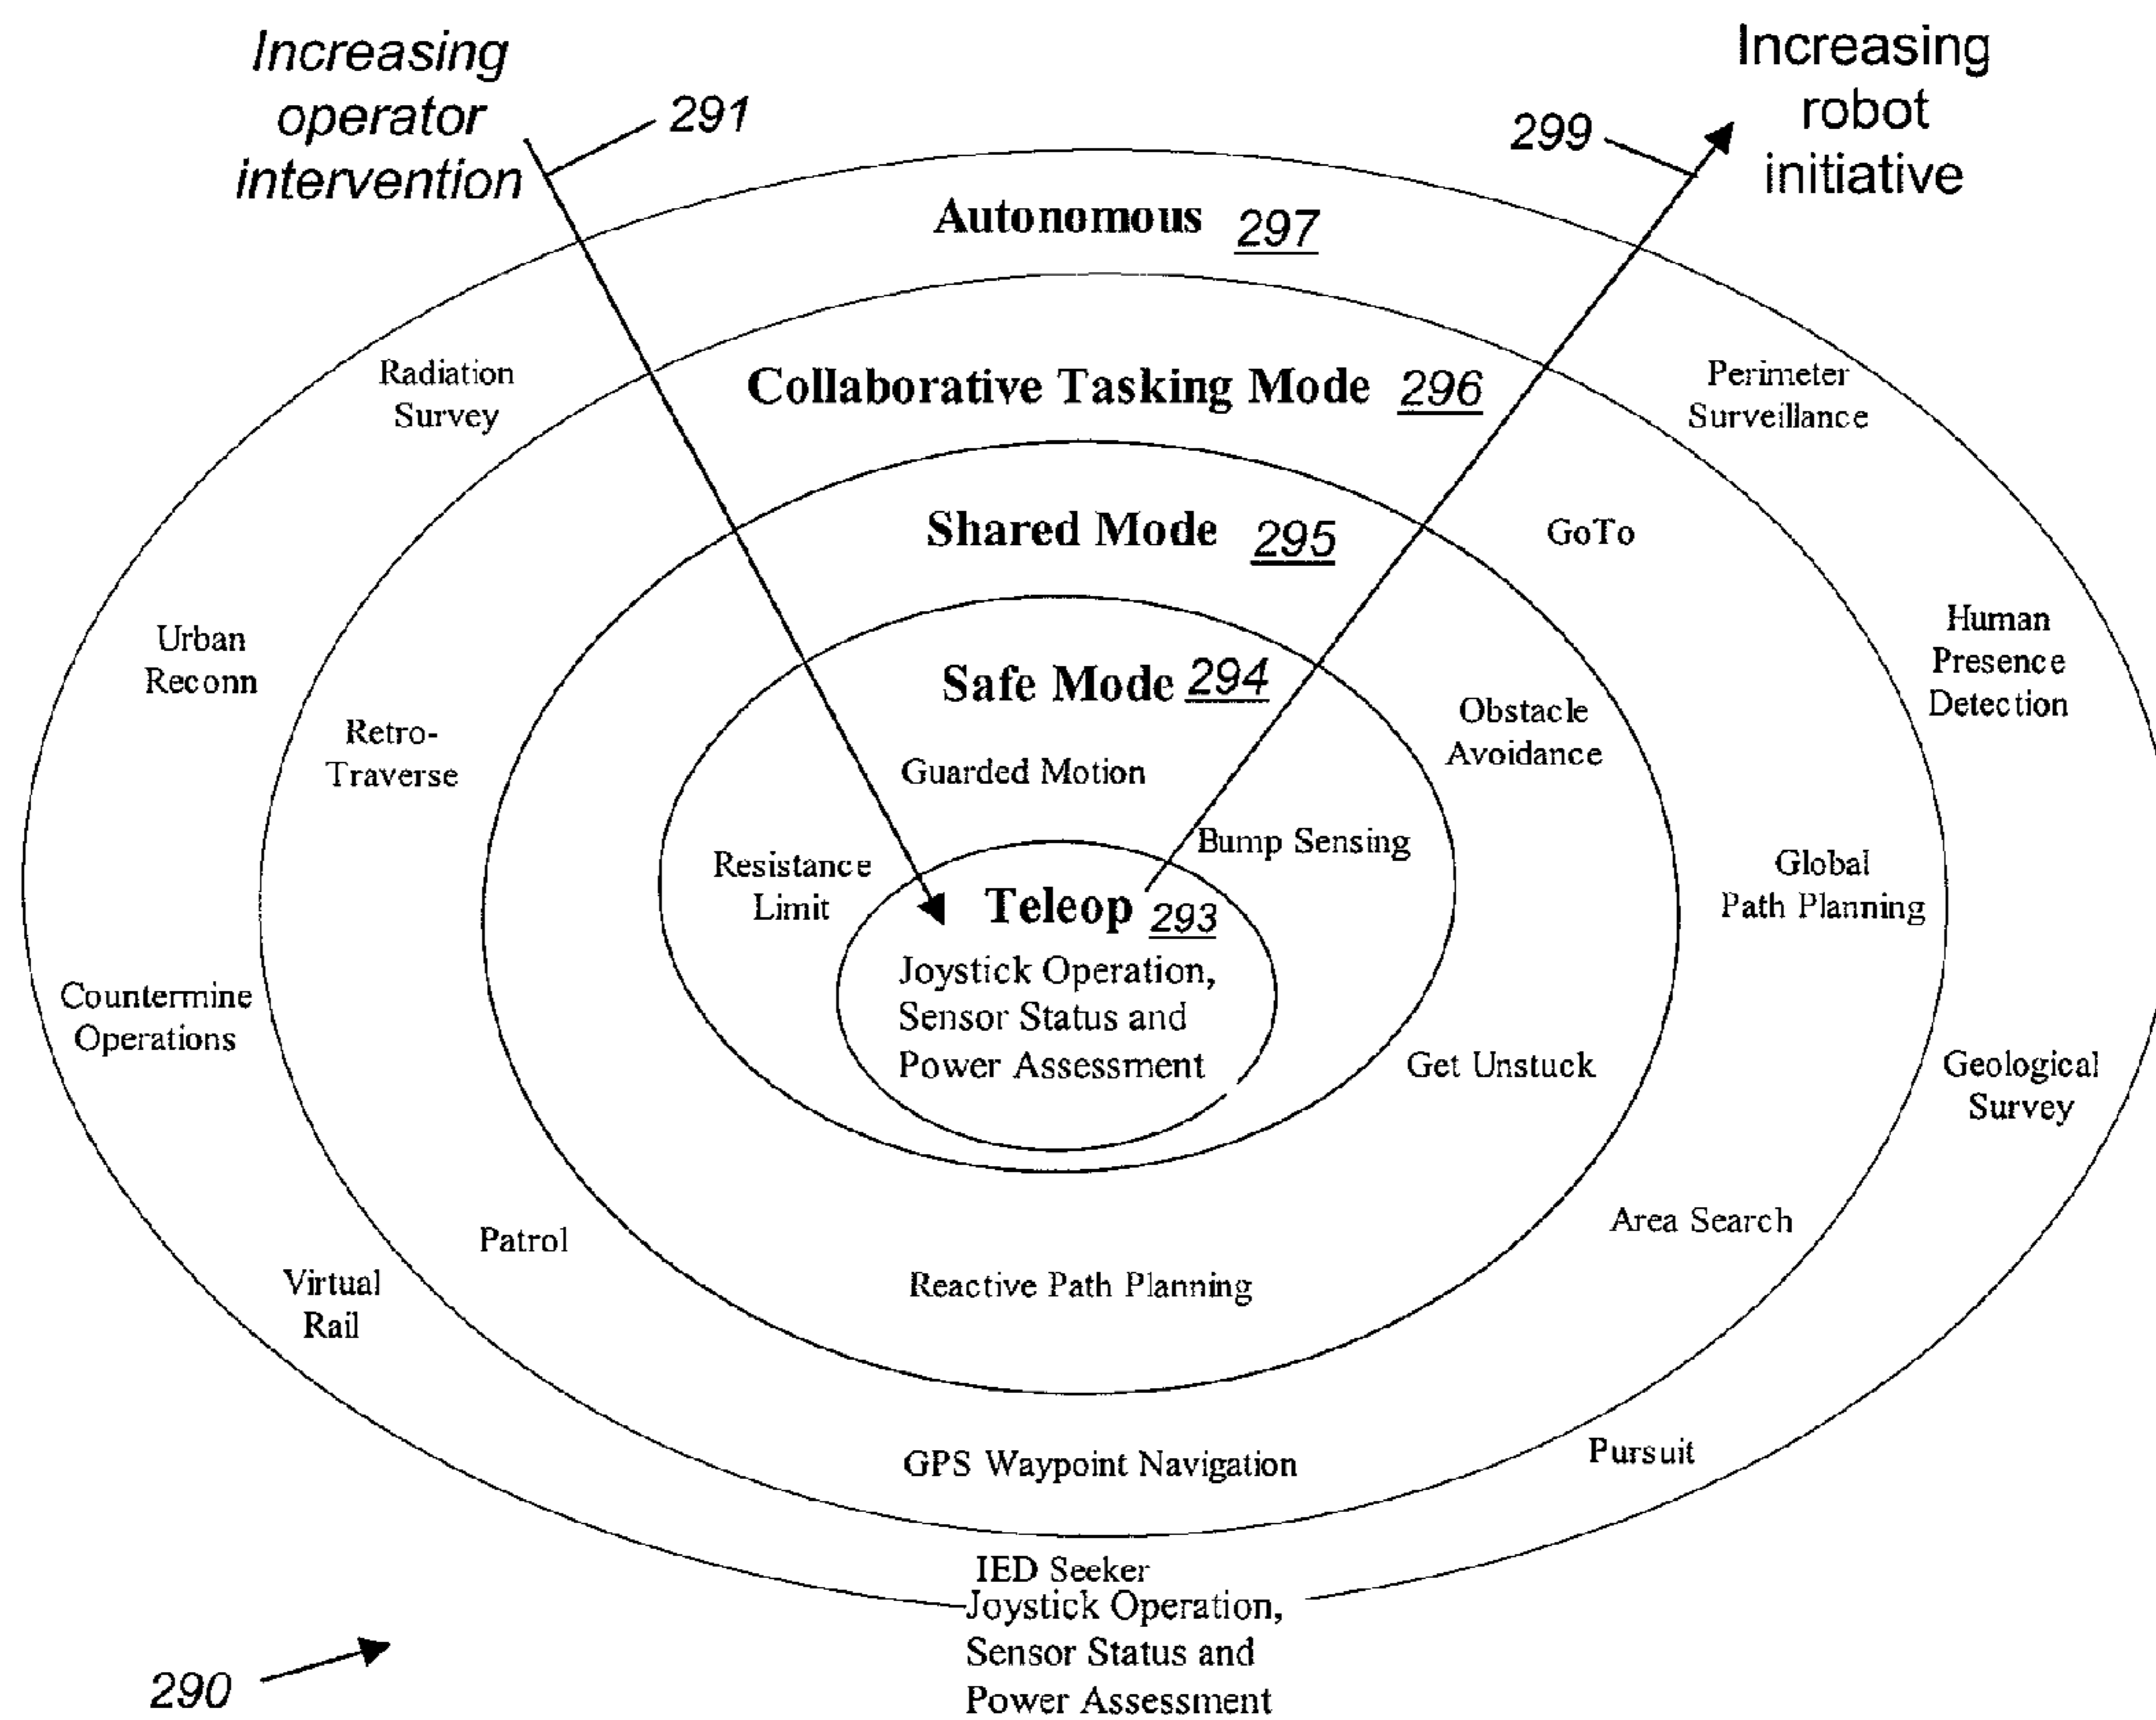 Increasing
operator
intervention
291
299
Increasing
robot
initiative
Autonomous 297
Radiation
Survey
Collaborative Tasking Mode 296
Perimeter
Surveillance
Shared Mode 295
GoTo
Urban
Reconn
Human
Presence
Detection
Safe Mode 294
Retro-
Traverse
Obstacle
Avoidance
Guarded Motion
Bump Sensing
Resistance
Limit
Global
Path Planning
Teleop 293
Joystick Operation,
Sensor Status and
Power Assessment
Countermine
Operations
Get Unstuck
Geological
Survey
Area Search
Patrol
Virtual
Rail
Reactive Path Planning
GPS Waypoint Navigation
Pursuit
IED Seeker
Joystick Operation,
Sensor Status and
Power Assessment
290